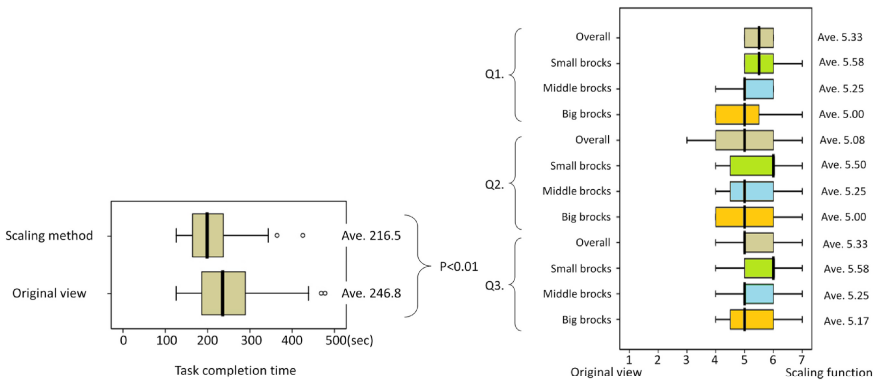 Scaling method
Original view
Ave. 216.5
Ave. 246.8
P<0.01
0 100 200 300 400 500(sec)
Task completion time
Q1.
Overall Ave. 5.33
Small brocks Ave. 5.58
Middle brocks Ave. 5.25
Big brocks Ave. 5.00
Q2.
Overall Ave. 5.08
Small brocks Ave. 5.50
Middle brocks Ave. 5.25
Big brocks Ave. 5.00
Q3.
Overall Ave. 5.33
Small brocks Ave. 5.58
Middle brocks Ave. 5.25
Big brocks Ave. 5.17
1 2 3 4 5 6 7
Original view Scaling function